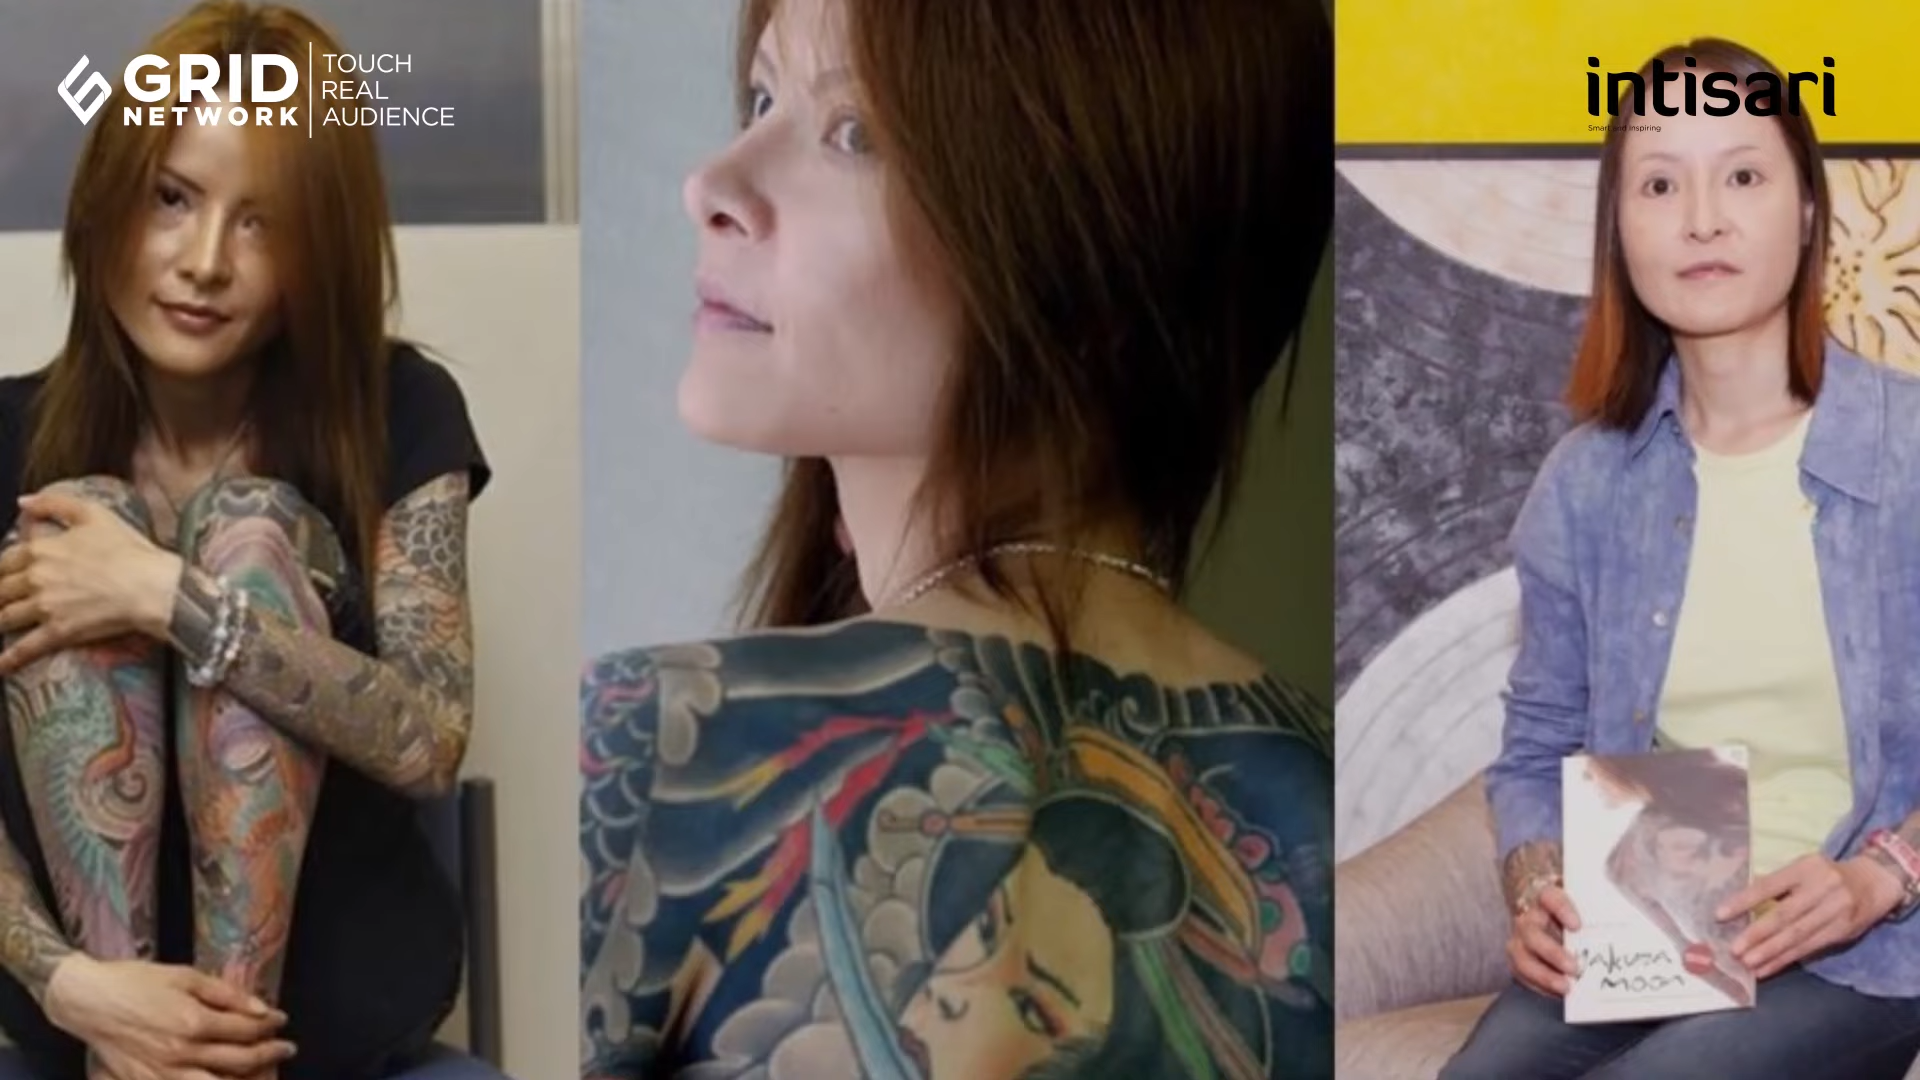 GRID
NETWORK
TOUCH
REAL
AUDIENCE
intisari
Smart and Inspiring
YAKUZA
MOON